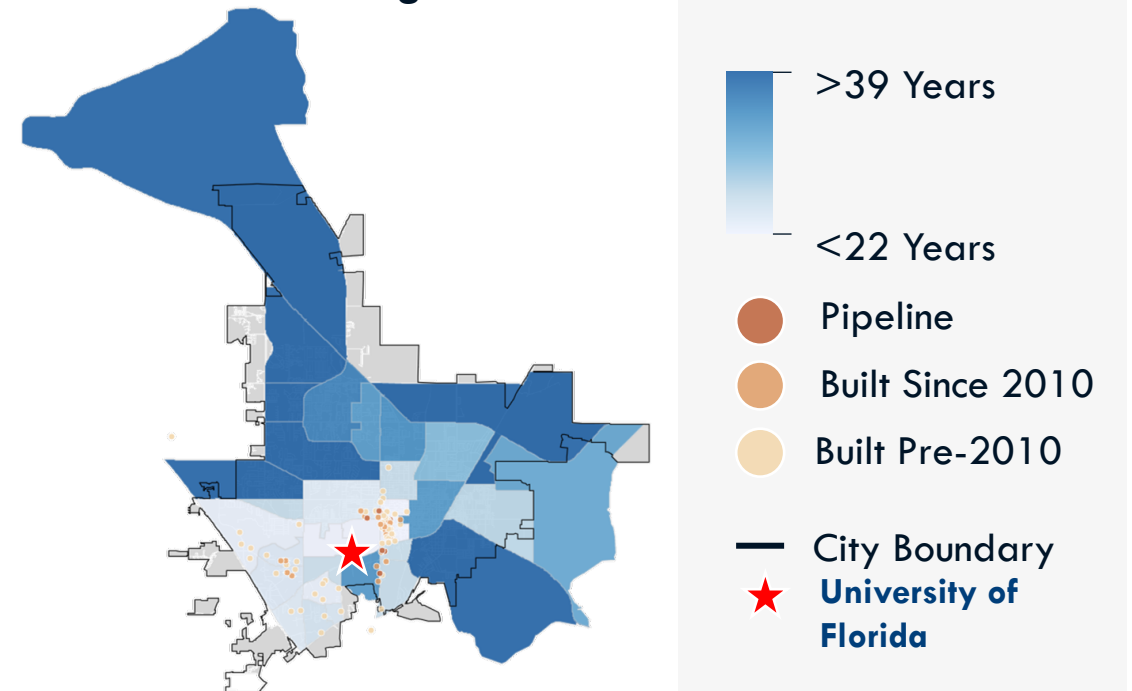 >39 Years
<22 Years
Pipeline
Built Since 2010
Built Pre-2010
City Boundary
University of
Florida